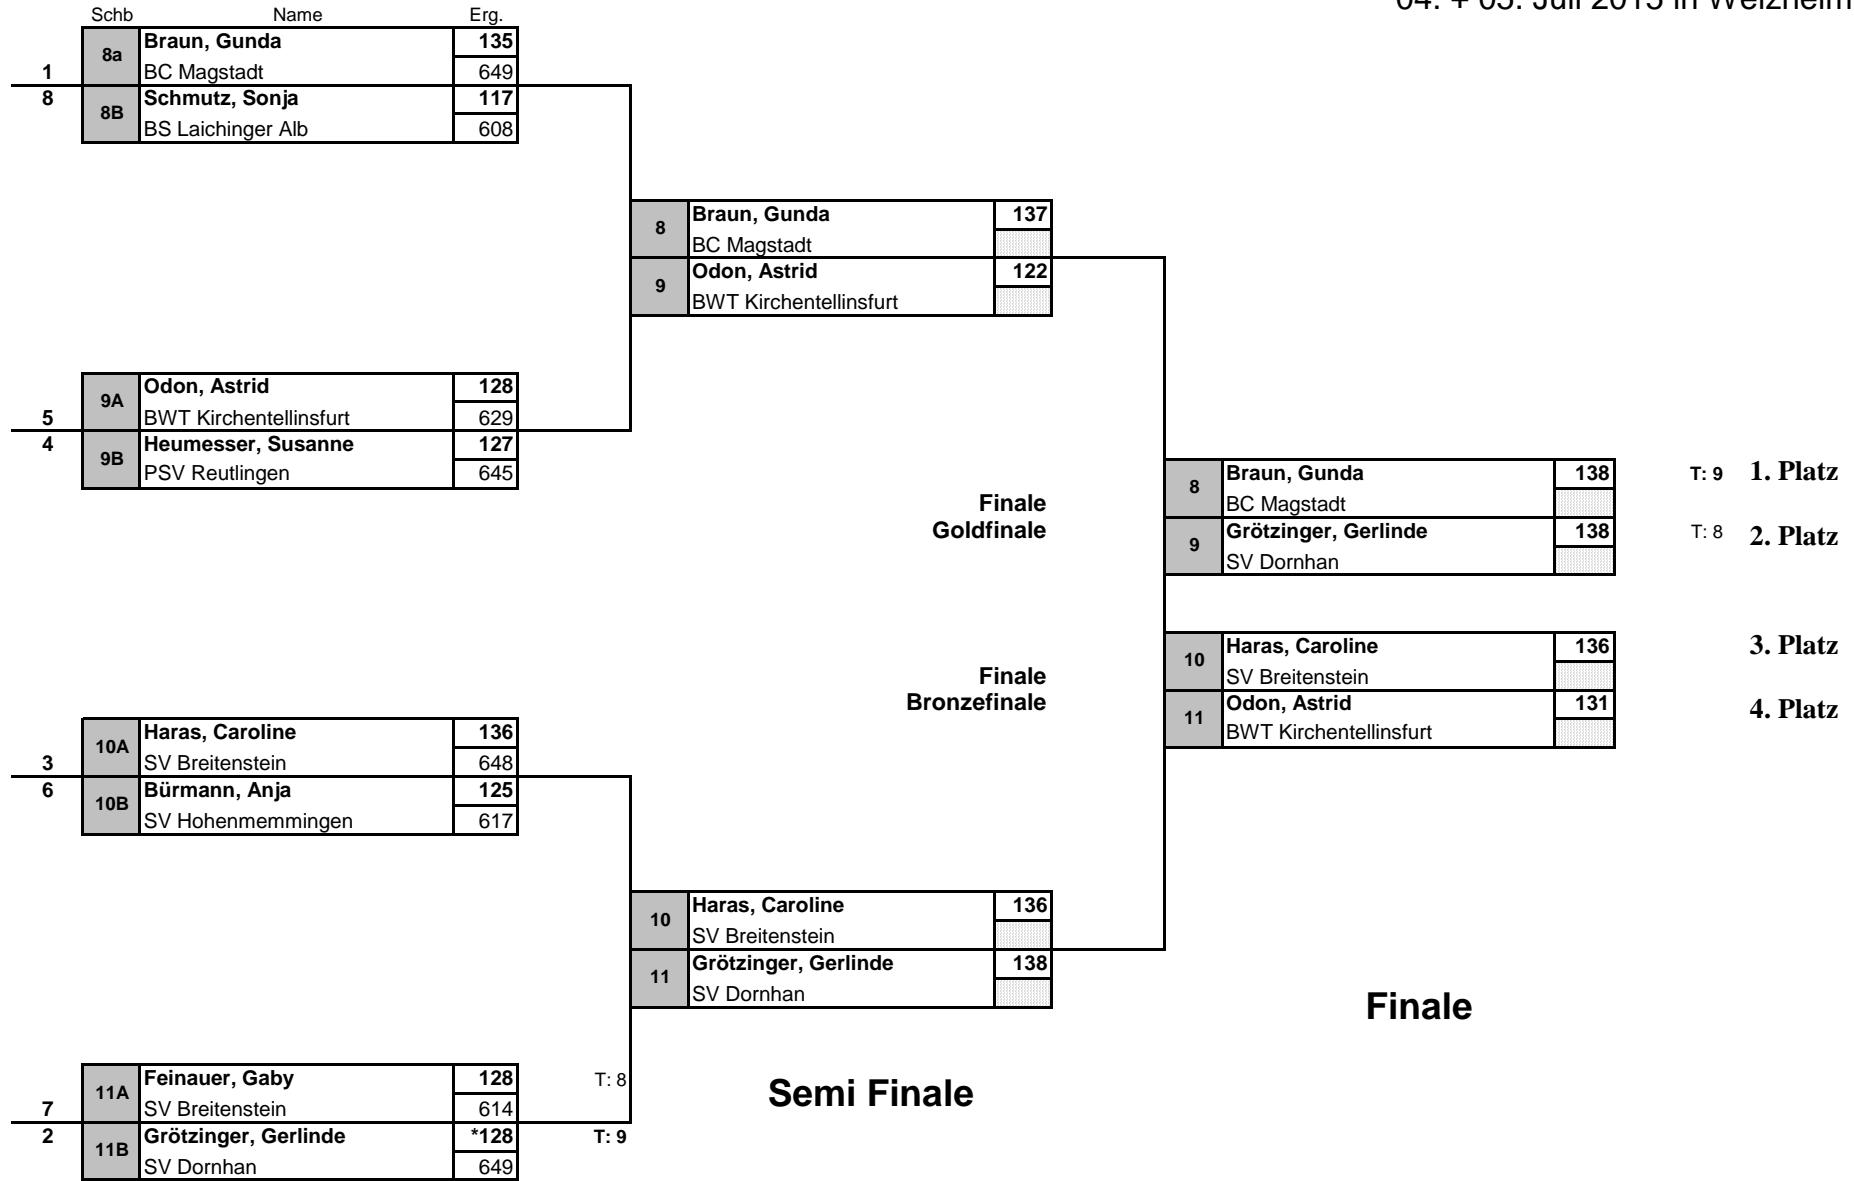 04. + 05. Juli 2015 in Welzheim
Schb Name Erg.
8a Braun, Gunda 135
1 BC Magstadt 649
8 8B Schmutz, Sonja 117
BS Laichinger Alb 608
8 Braun, Gunda 137
BC Magstadt
9 Odon, Astrid 122
BWT Kirchentellinsfurt
9A Odon, Astrid 128
5 BWT Kirchentellinsfurt 629
4 9B Heumesser, Susanne 127
PSV Reutlingen 645
8 Braun, Gunda 138 T: 9 1. Platz
BC Magstadt
Finale
Goldfinale
9 Grötzinger, Gerlinde 138 T: 8 2. Platz
SV Dornhan
10 Haras, Caroline 136 3. Platz
SV Breitenstein
Finale
Bronzefinale
11 Odon, Astrid 131 4. Platz
BWT Kirchentellinsfurt
10A Haras, Caroline 136
3 SV Breitenstein 648
6 10B Bürmann, Anja 125
SV Hohenmemmingen 617
10 Haras, Caroline 136
SV Breitenstein
11 Grötzinger, Gerlinde 138
SV Dornhan
Finale
Semi Finale
11A Feinauer, Gaby 128 T: 8
7 SV Breitenstein 614
2 11B Grötzinger, Gerlinde *128 T: 9
SV Dornhan 649